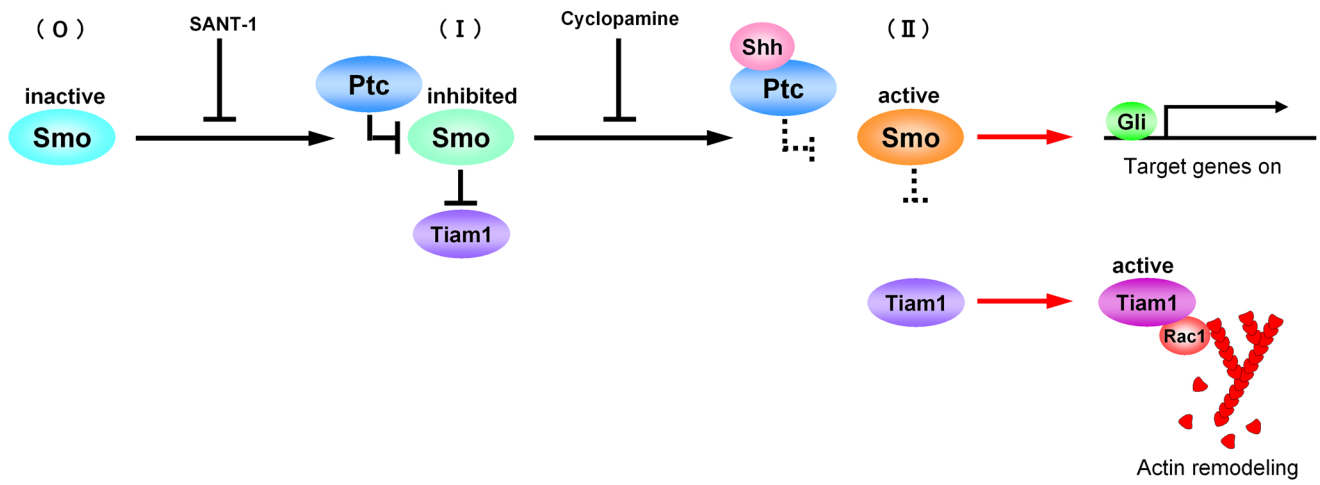 ( O )
SANT-1
inactive
Smo
( I )
Ptc
inhibited
Smo
Tiam1
Cyclopamine
( II )
Shh
Ptc
active
Smo
Gli
Target genes on
Tiam1
active
Tiam1
Rac1
Actin remodeling